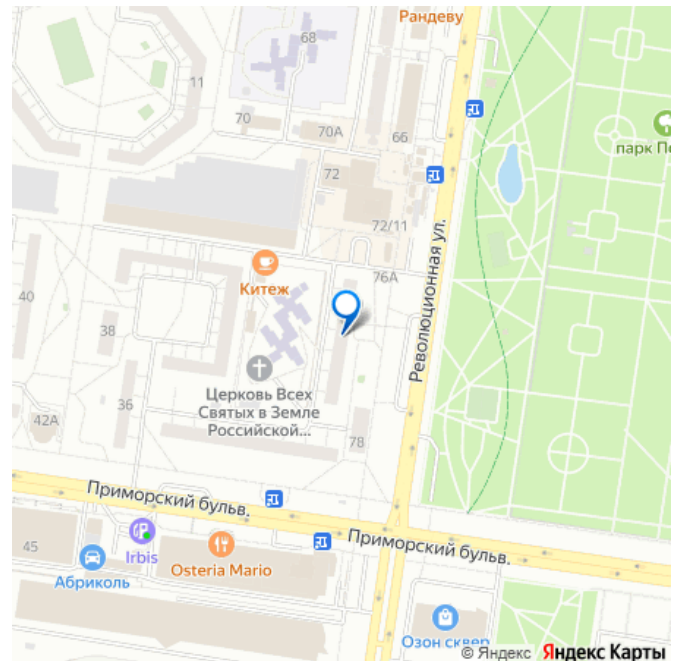 Рандеву
68
11
70
70А
66
парк По
72
72/11
76А
Китеж
40
38
Революционная ул.
Церковь Всех
Святых в Земле
Российской...
36
42А
78
Приморский бульв.
Приморский бульв.
45
Irbis
Абриколь
Osteria Mario
Озон сквер
© Яндекс Яндекс Карты